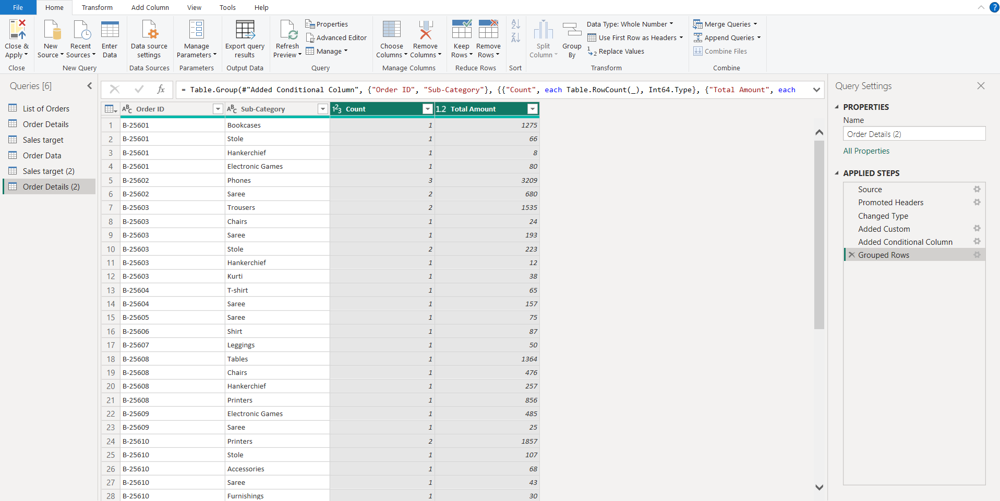 File Home Transform Add Column View Tools Help ?
Close & Apply
New Source
Recent Sources
Enter Data
Data source settings
Manage Parameters
Export query results
Refresh Preview
Properties
Advanced Editor
Manage
Choose Columns
Remove Columns
Keep Rows
Remove Rows
Split Column
Group By
Data Type: Whole Number
Use First Row as Headers
Replace Values
Merge Queries
Append Queries
Combine Files
Close New Query Data Sources Parameters Output Data Query Manage Columns Reduce Rows Sort Transform Combine
Queries [6]
List of Orders
Order Details
Sales target
Order Data
Sales target (2)
Order Details (2)
fx = Table.Group(#"Added Conditional Column", {"Order ID", "Sub-Category"}, {{"Count", each Table.RowCount(_), Int64.Type}, {"Total Amount", each
ABC Order ID ABC Sub-Category 123 Count 1.2 Total Amount
1 B-25601 Bookcases 1 1275
2 B-25601 Stole 1 66
3 B-25601 Hankerchief 1 8
4 B-25601 Electronic Games 1 80
5 B-25602 Phones 3 3209
6 B-25602 Saree 2 680
7 B-25603 Trousers 2 1535
8 B-25603 Chairs 1 24
9 B-25603 Saree 1 193
10 B-25603 Stole 2 223
11 B-25603 Hankerchief 1 12
12 B-25603 Kurti 1 38
13 B-25604 T-shirt 1 65
14 B-25604 Saree 1 157
15 B-25605 Saree 1 75
16 B-25606 Shirt 1 87
17 B-25607 Leggings 1 50
18 B-25608 Tables 1 1364
19 B-25608 Chairs 1 476
20 B-25608 Hankerchief 1 257
21 B-25608 Printers 1 856
22 B-25609 Electronic Games 1 485
23 B-25609 Saree 1 25
24 B-25610 Printers 2 1857
25 B-25610 Stole 1 107
26 B-25610 Accessories 1 68
27 B-25610 Saree 1 43
28 B-25610 Furnishings 1 30
Query Settings
PROPERTIES
Name
Order Details (2)
All Properties
APPLIED STEPS
Source
Promoted Headers
Changed Type
Added Custom
Added Conditional Column
Grouped Rows